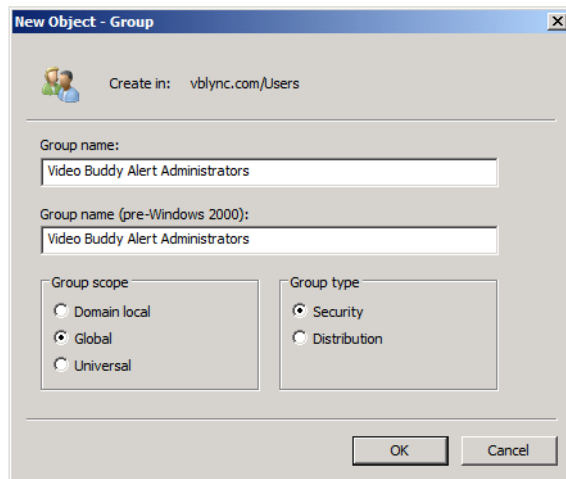 New Object - Group
Create in: vblync.com/Users
Group name:
Video Buddy Alert Administrators
Group name (pre-Windows 2000):
Video Buddy Alert Administrators
Group scope
Group type
Domain local
Security
Global
Distribution
Universal
OK
Cancel